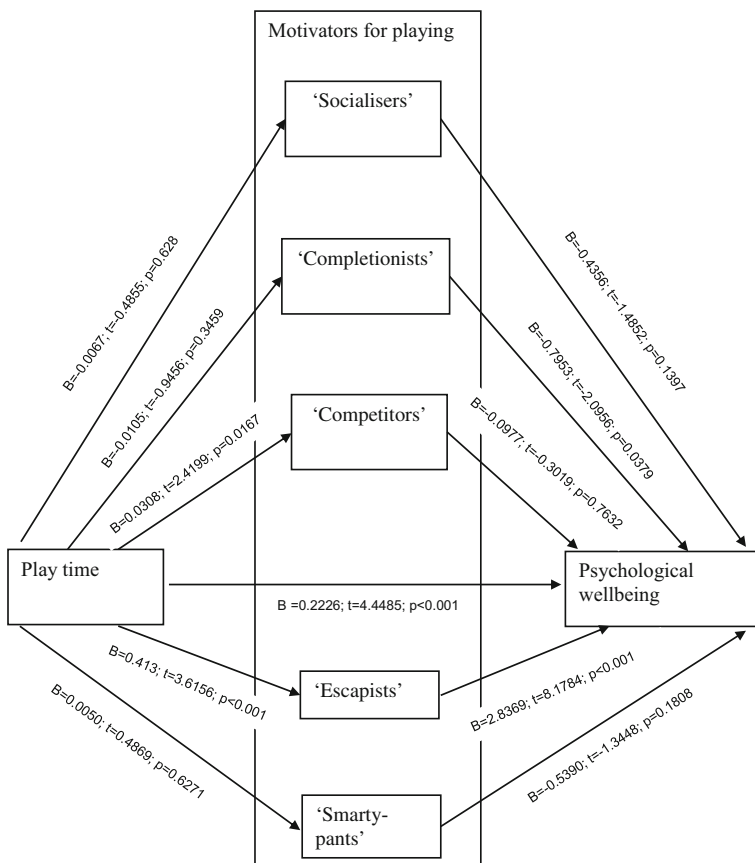 Motivators for playing
‘Socialisers’
B=-0.0067; t=-0.4855; p=0.628
B=-0.4356; t=-1.4852; p=0.1397
‘Completionists’
B=-0.0105; t=-0.9456; p=0.3459
B=-0.7953; t=-2.0956; p=0.0379
‘Competitors’
B=0.0308; t=2.4199; p=0.0167
B=-0.0977; t=-0.3019; p=0.7632
Play time
Psychological
wellbeing
B =0.2226; t=4.4485; p<0.001
‘Escapists’
B=0.413; t=3.6156; p<0.001
B=2.8369; t=8.1784; p<0.001
B=0.0050; t=0.4869; p=0.6271
B=-0.5390; t=-1.3448; p=0.1808
‘Smarty-
pants’